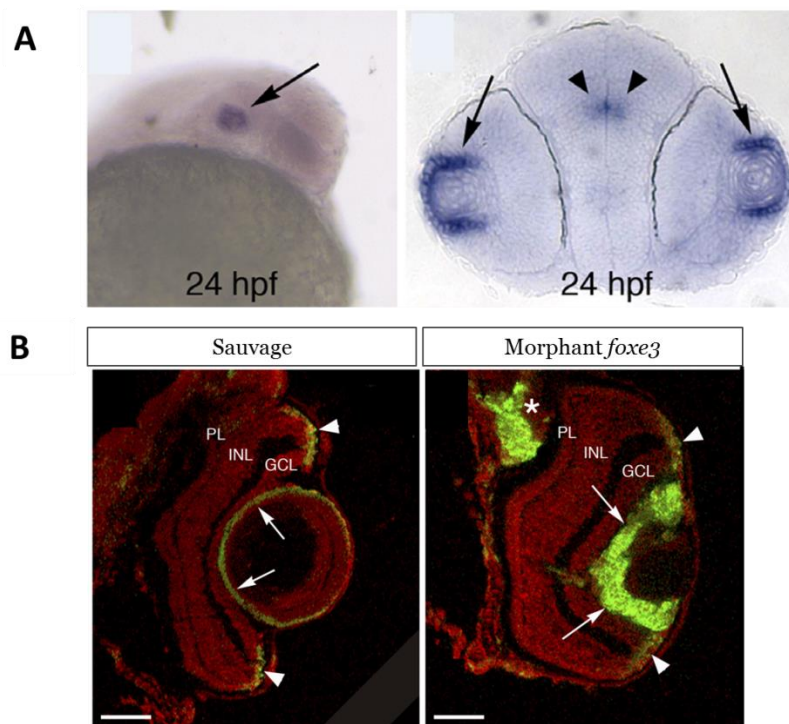 A
24 hpf
24 hpf
B
Sauvage
Morphant foxe3
PL
INL
GCL
*
PL
INL
GCL